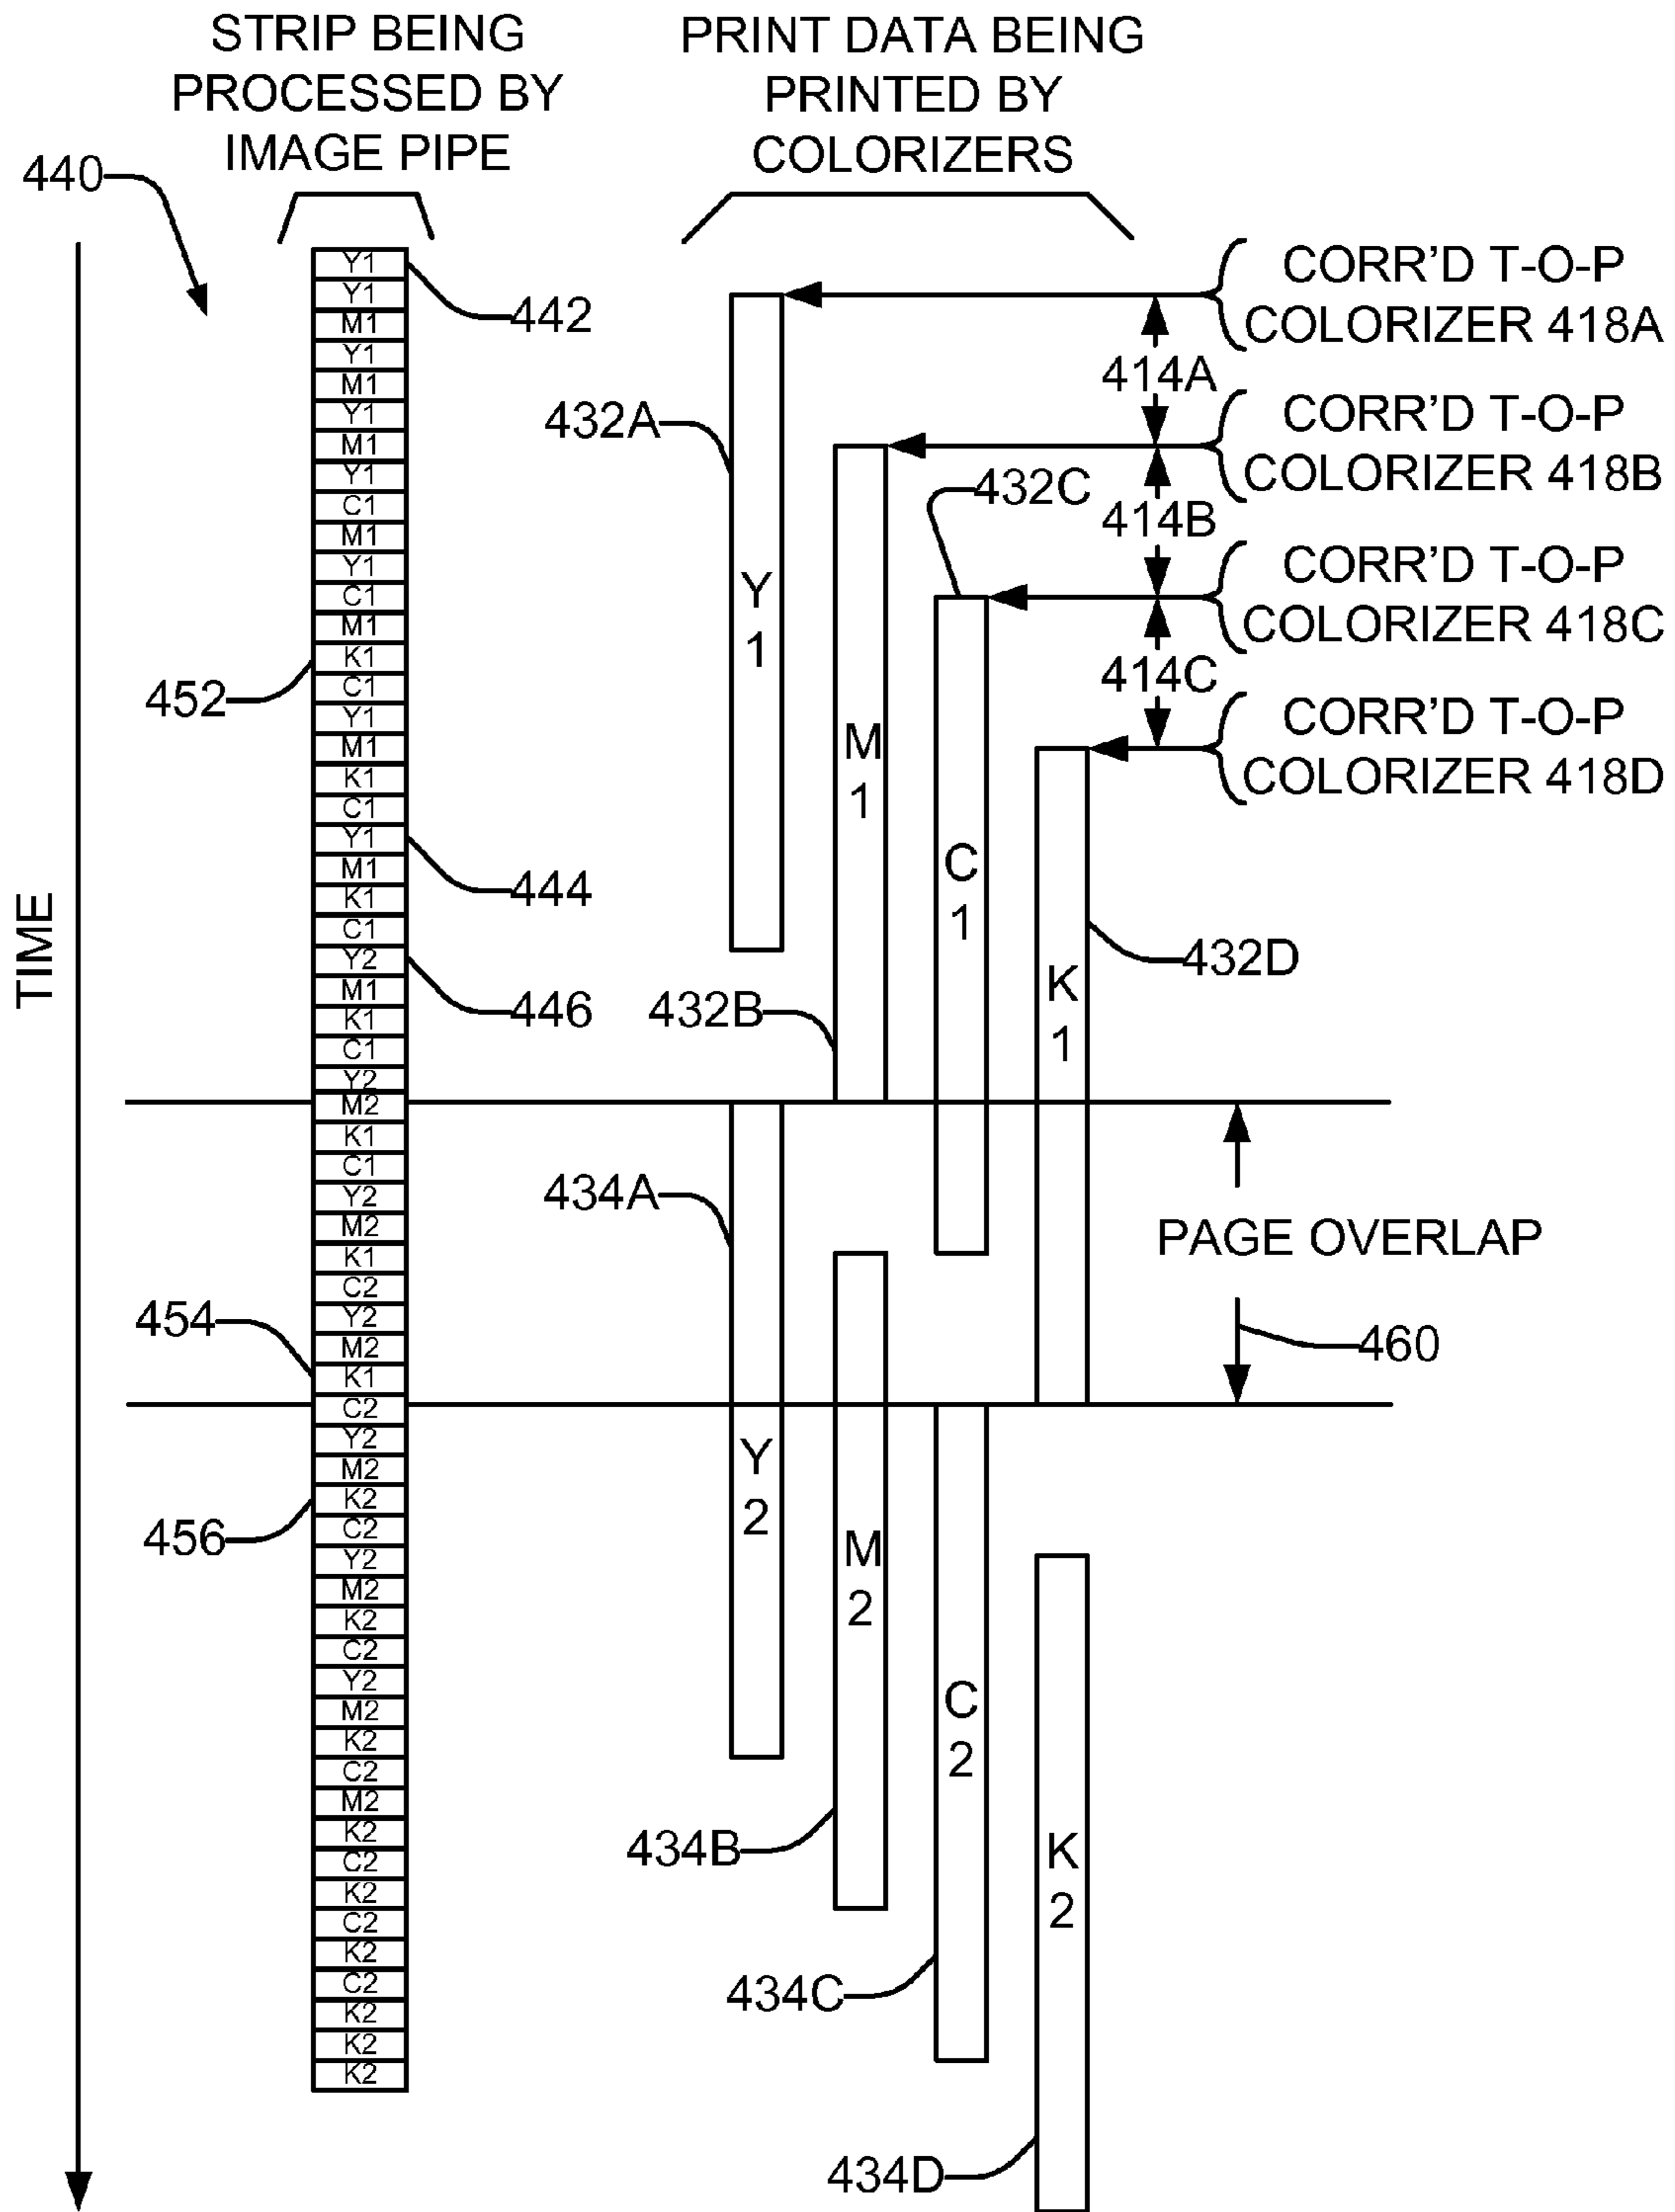 STRIP BEING
PROCESSED BY
IMAGE PIPE
PRINT DATA BEING
PRINTED BY
COLORIZERS
440
TIME
Y1
Y1
M1
Y1
M1
Y1
M1
Y1
C1
M1
Y1
C1
M1
K1
C1
Y1
M1
K1
C1
Y1
M1
K1
C1
Y2
M1
K1
C1
Y2
M2
K1
C1
Y2
M2
K1
C2
Y2
M2
K1
C2
Y2
M2
K2
C2
Y2
M2
K2
C2
Y2
M2
K2
C2
M2
K2
C2
K2
C2
K2
C2
K2
K2
K2
442
452
444
446
454
456
432A
Y
1
432B
M
1
432C
C
1
432D
K
1
CORR'D T-O-P
COLORIZER 418A
414A
CORR'D T-O-P
COLORIZER 418B
414B
CORR'D T-O-P
COLORIZER 418C
414C
CORR'D T-O-P
COLORIZER 418D
434A
Y
2
434B
M
2
434C
C
2
434D
K
2
PAGE OVERLAP
460